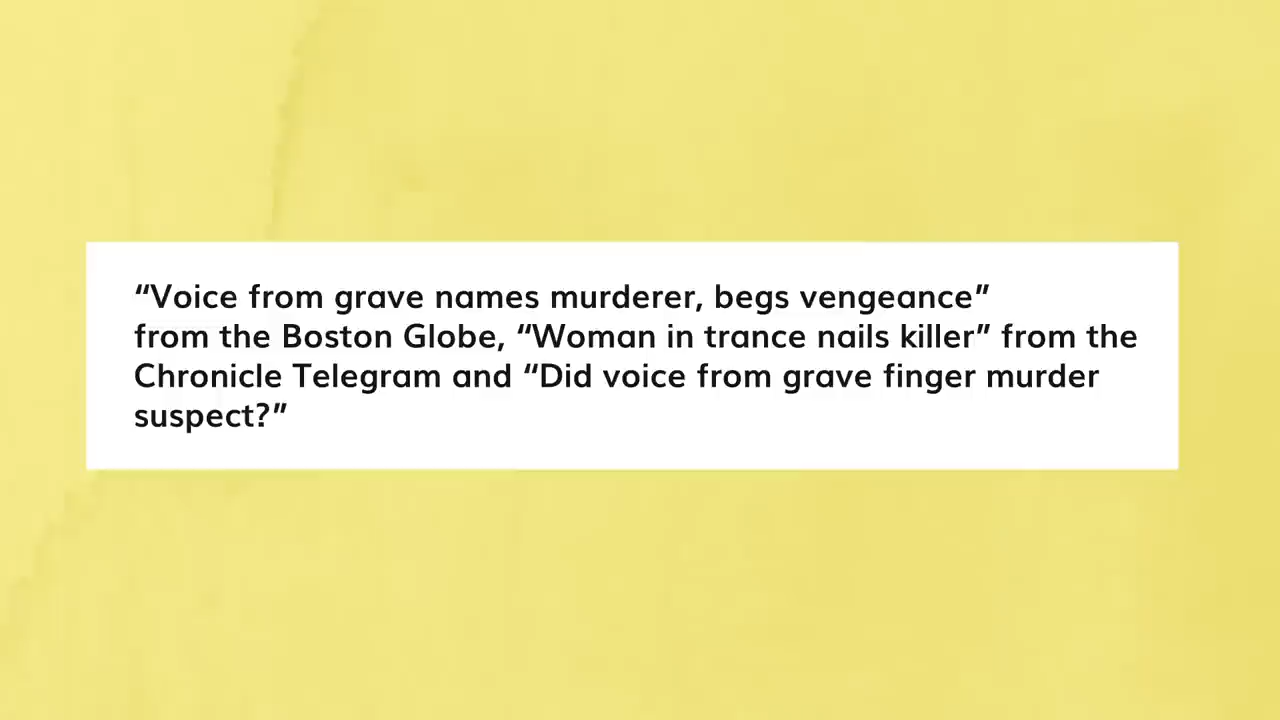 “Voice from grave names murderer, begs vengeance”
from the Boston Globe, “Woman in trance nails killer” from the
Chronicle Telegram and “Did voice from grave finger murder
suspect?”